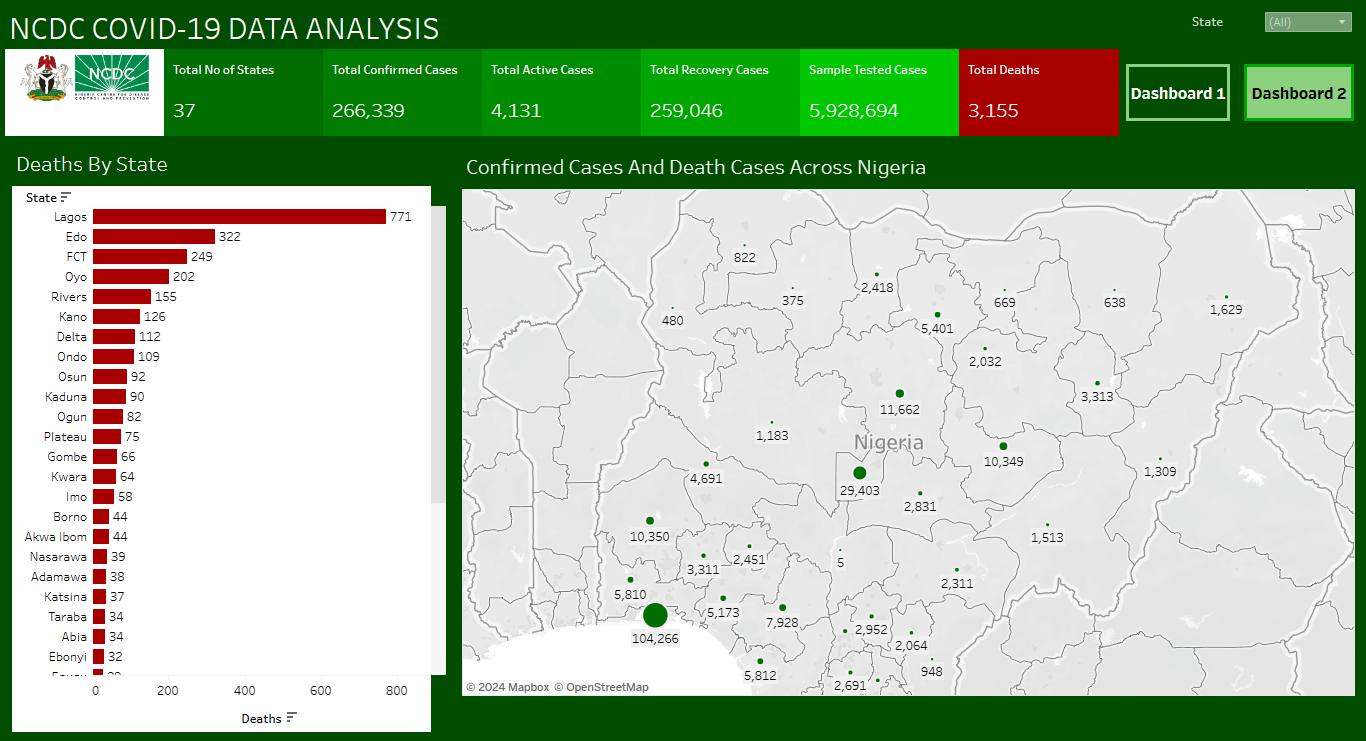 NCDC COVID-19 DATA ANALYSIS
State
(All)
NCDC
NIGERIA CENTRE FOR DISEASE
CONTROL AND PREVENTION
Total No of States
37
Total Confirmed Cases
266,339
Total Active Cases
4,131
Total Recovery Cases
259,046
Sample Tested Cases
5,928,694
Total Deaths
3,155
Dashboard 1
Dashboard 2
Deaths By State
State
Lagos 771
Edo 322
FCT 249
Oyo 202
Rivers 155
Kano 126
Delta 112
Ondo 109
Osun 92
Kaduna 90
Ogun 82
Plateau 75
Gombe 66
Kwara 64
Imo 58
Borno 44
Akwa Ibom 44
Nasarawa 39
Adamawa 38
Katsina 37
Taraba 34
Abia 34
Ebonyi 32
0 200 400 600 800
Deaths
Confirmed Cases And Death Cases Across Nigeria
822
375
2,418
669
638
1,629
480
5,401
2,032
3,313
11,662
1,183
Nigeria
10,349
1,309
4,691
29,403
2,831
10,350
1,513
2,451
3,311
5
2,311
5,810
5,173
7,928
2,952
104,266
2,064
948
5,812
2,691
© 2024 Mapbox © OpenStreetMap